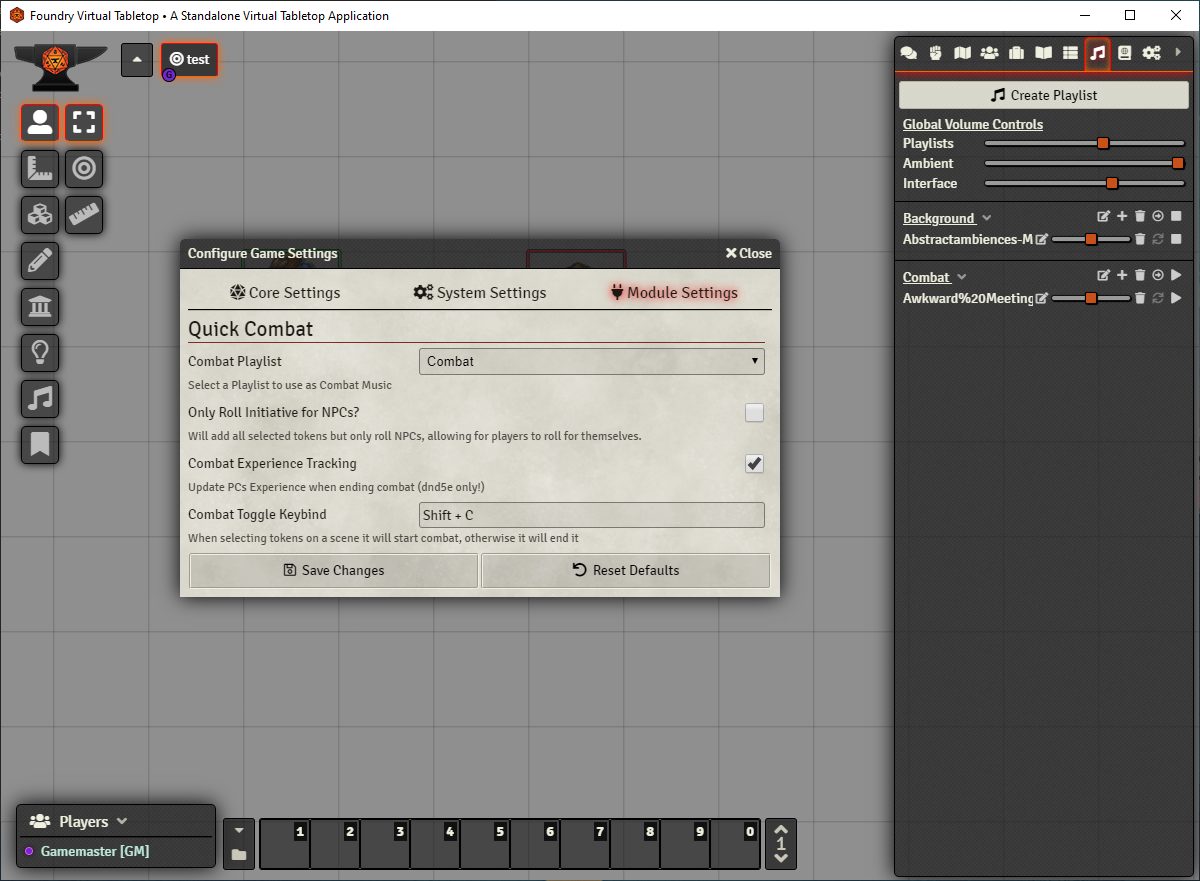 Foundry Virtual Tabletop • A Standalone Virtual Tabletop Application
test
G
Create Playlist
Global Volume Controls
Playlists
Ambient
Interface
Background
Abstractambiences-M
Combat
Awkward%20Meeting
Configure Game Settings
Close
Core Settings
System Settings
Module Settings
Quick Combat
Combat Playlist
Combat
Select a Playlist to use as Combat Music
Only Roll Initiative for NPCs?
Will add all selected tokens but only roll NPCs, allowing for players to roll for themselves.
Combat Experience Tracking
Update PCs Experience when ending combat (dnd5e only!)
Combat Toggle Keybind
Shift + C
When selecting tokens on a scene it will start combat, otherwise it will end it
Save Changes
Reset Defaults
Players
Gamemaster [GM]
1 2 3 4 5 6 7 8 9 0
1